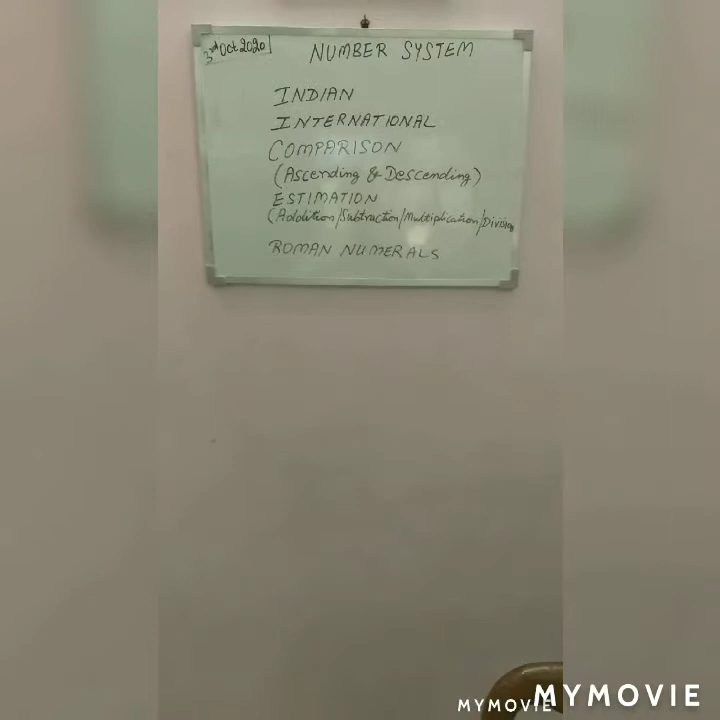 3rd Oct 2020
NUMBER SYSTEM
INDIAN
INTERNATIONAL
COMPARISON
(Ascending & Descending)
ESTIMATION
(Addition/Subtraction/Multiplication/Division
ROMAN NUMERALS
MYMOVIE
MYMOVIE